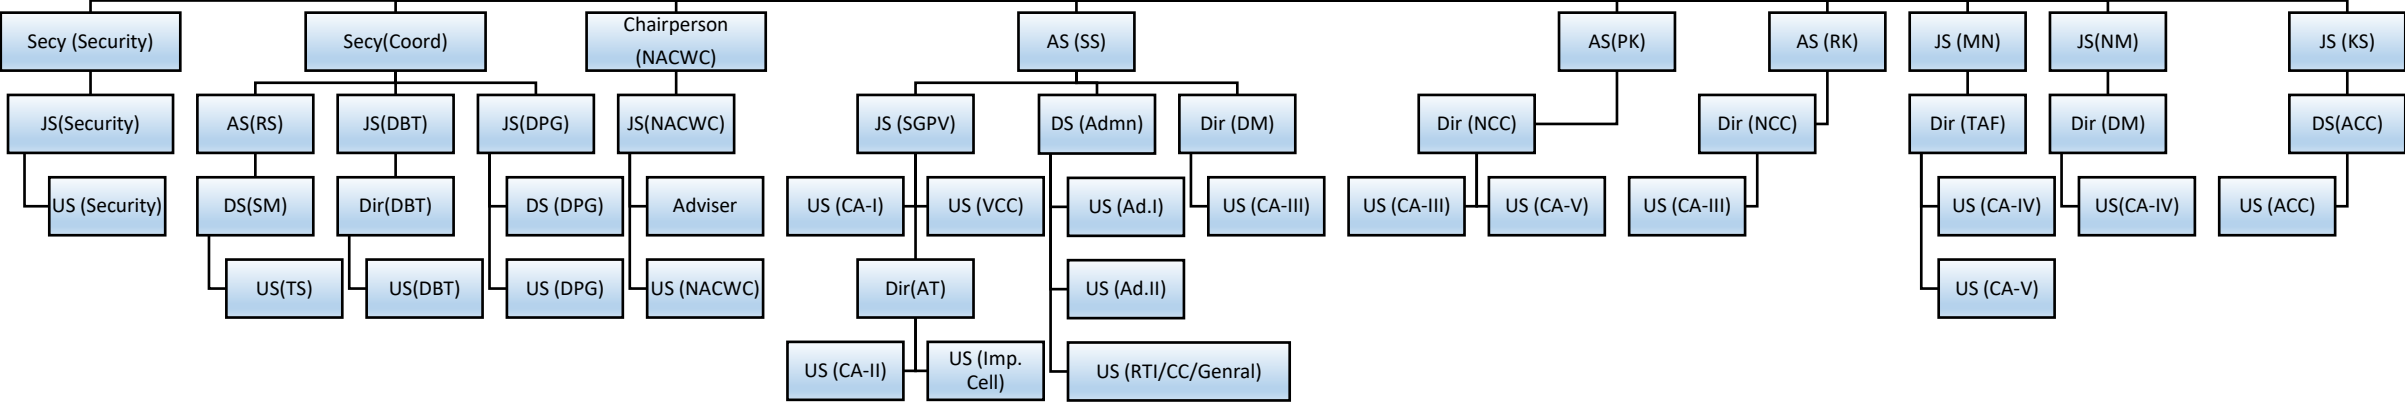 Secy (Security)
Secy(Coord)
Chairperson
(NACWC)
AS (SS)
AS(PK)
AS (RK)
JS (MN)
JS(NM)
JS (KS)
JS(Security)
AS(RS)
JS(DBT)
JS(DPG)
JS(NACWC)
JS (SGPV)
DS (Admn)
Dir (DM)
Dir (NCC)
Dir (NCC)
Dir (TAF)
Dir (DM)
DS(ACC)
US (Security)
DS(SM)
Dir(DBT)
DS (DPG)
Adviser
US (CA-I)
US (VCC)
US (Ad.I)
US (CA-III)
US (CA-III)
US (CA-V)
US (CA-III)
US (CA-IV)
US(CA-IV)
US (ACC)
US(TS)
US(DBT)
US (DPG)
US (NACWC)
Dir(AT)
US (Ad.II)
US (CA-V)
US (CA-II)
US (Imp.
Cell)
US (RTI/CC/Genral)